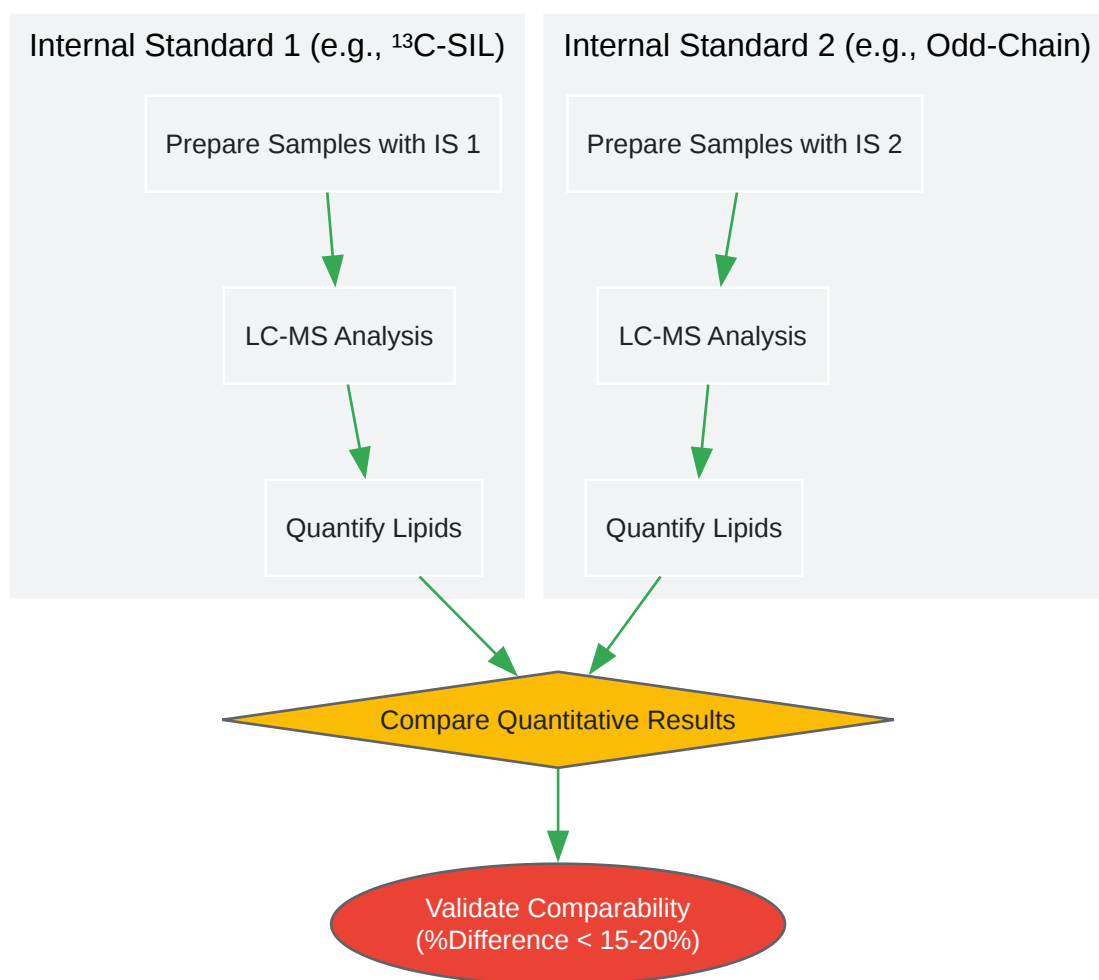 Internal Standard 1 (e.g., ¹³C-SIL)
Prepare Samples with IS 1
LC-MS Analysis
Quantify Lipids
Internal Standard 2 (e.g., Odd-Chain)
Prepare Samples with IS 2
LC-MS Analysis
Quantify Lipids
Compare Quantitative Results
Validate Comparability
(%Difference < 15-20%)